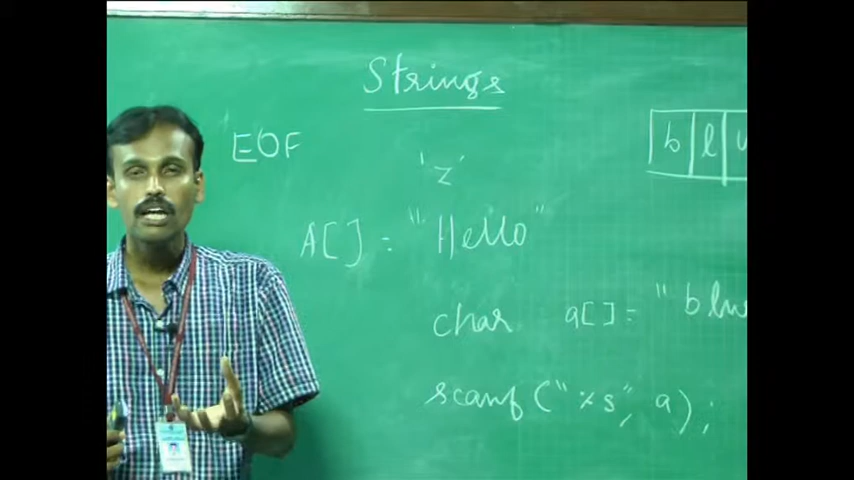 Strings
EOF
b l
'z'
A[] = "Hello"
char a[] = "blu
scanf("%s", a);